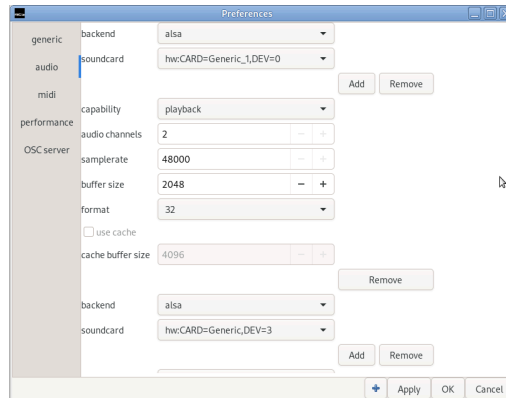 Preferences
generic
audio
midi
performance
OSC server
backend alsa
soundcard hw:CARD=Generic_1,DEV=0
Add Remove
capability playback
audio channels 2 - +
samplerate 48000 - +
buffer size 2048 - +
format 32
use cache
cache buffer size 4096 - +
Remove
backend alsa
soundcard hw:CARD=Generic,DEV=3
Add Remove
+ Apply OK Cancel